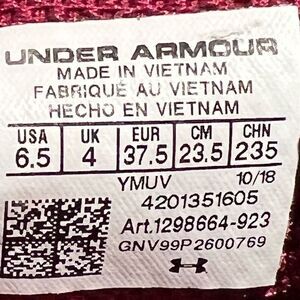 UNDER ARMOUR
MADE IN VIETNAM
FABRIQUÉ AU VIETNAM
HECHO EN VIETNAM
USA UK EUR CM CHN
6.5 4 37.5 23.5 235
YMUV 10/18
4201351605
Art.1298664-923
GNV99P2600769